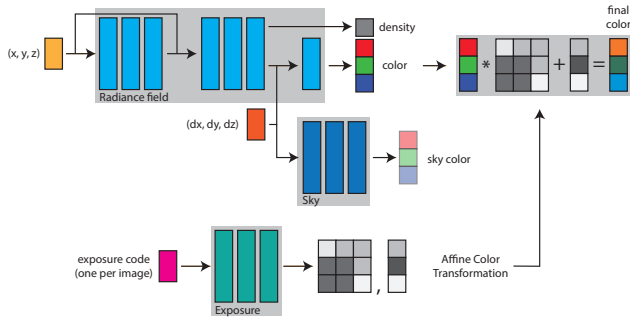 final
color
(x, y, z)
density
color
* + =
Radiance field
(dx, dy, dz)
sky color
Sky
exposure code
(one per image)
,
Affine Color
Transformation
Exposure